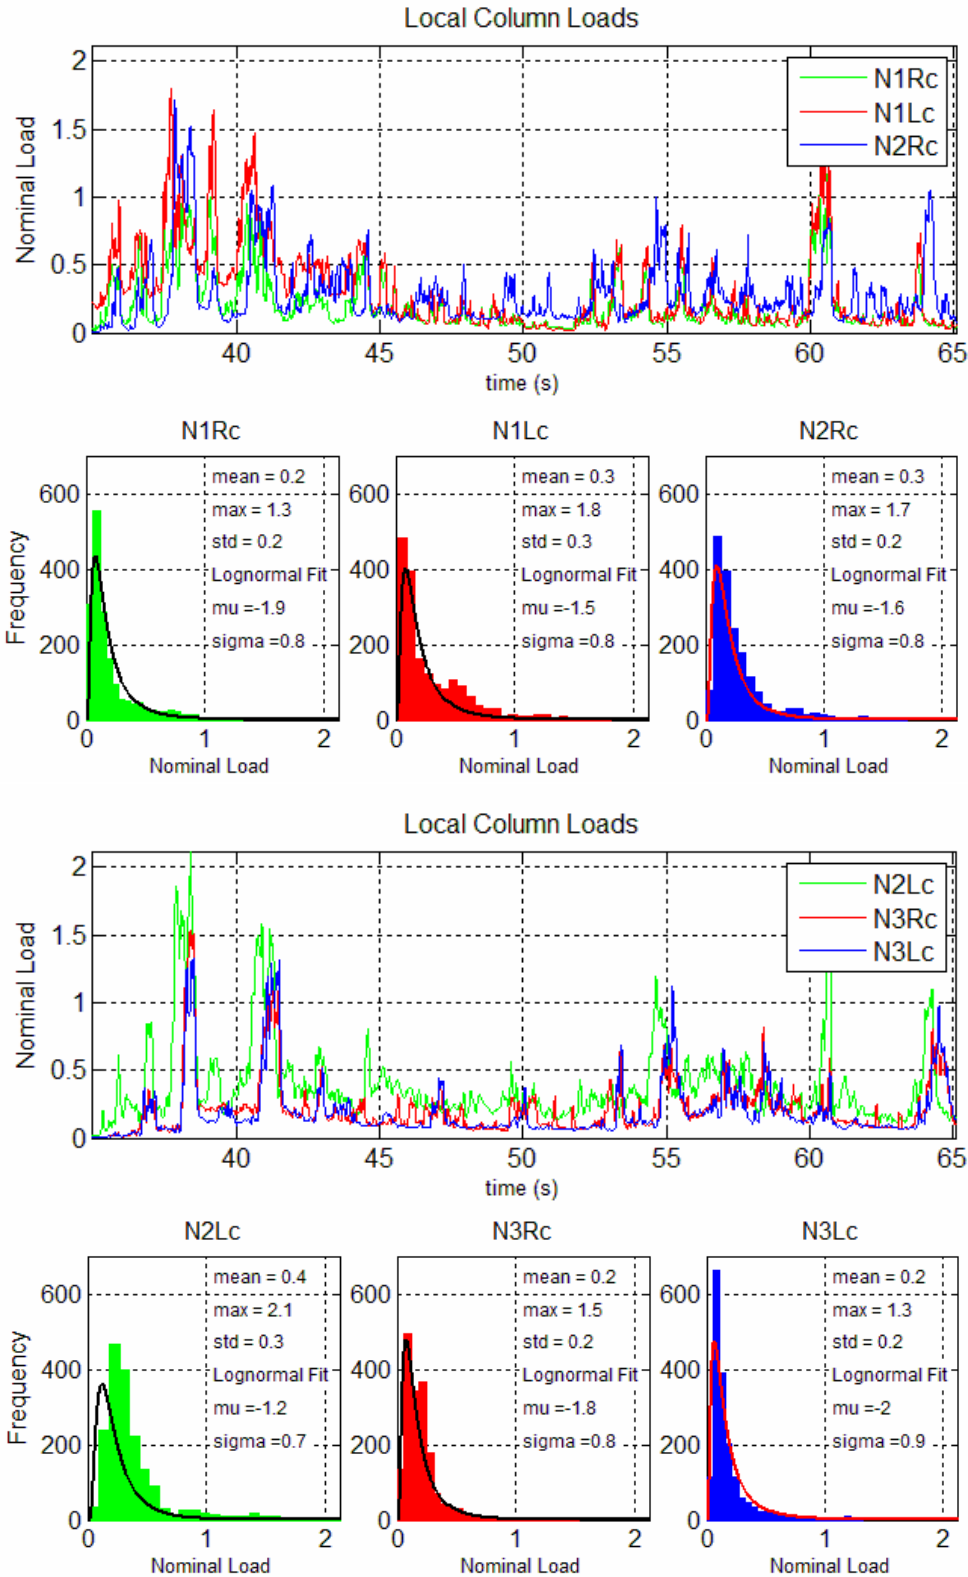 Local Column Loads
2
1.5
1
0.5
0
Nominal Load
N1Rc
N1Lc
N2Rc
40 45 50 55 60 65
time (s)
N1Rc N1Lc N2Rc
Frequency
600
400
200
0
mean = 0.2
max = 1.3
std = 0.2
Lognormal Fit
mu =-1.9
sigma =0.8
0 1 2
Nominal Load
600
400
200
0
mean = 0.3
max = 1.8
std = 0.3
Lognormal Fit
mu =-1.5
sigma =0.8
0 1 2
Nominal Load
600
400
200
0
mean = 0.3
max = 1.7
std = 0.2
Lognormal Fit
mu =-1.6
sigma =0.8
0 1 2
Nominal Load
Local Column Loads
2
1.5
1
0.5
0
Nominal Load
N2Lc
N3Rc
N3Lc
40 45 50 55 60 65
time (s)
N2Lc N3Rc N3Lc
Frequency
600
400
200
0
mean = 0.4
max = 2.1
std = 0.3
Lognormal Fit
mu =-1.2
sigma =0.7
0 1 2
Nominal Load
600
400
200
0
mean = 0.2
max = 1.5
std = 0.2
Lognormal Fit
mu =-1.8
sigma =0.8
0 1 2
Nominal Load
600
400
200
0
mean = 0.2
max = 1.3
std = 0.2
Lognormal Fit
mu =-2
sigma =0.9
0 1 2
Nominal Load